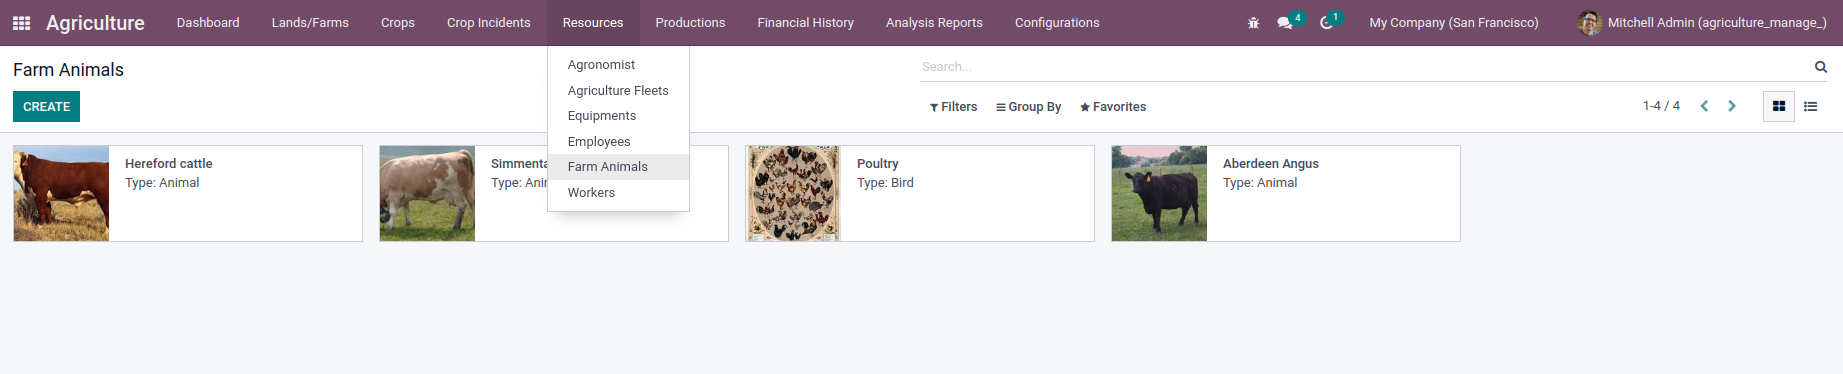 Agriculture Dashboard Lands/Farms Crops Crop Incidents Resources Productions Financial History Analysis Reports Configurations 4 1 My Company (San Francisco) Mitchell Admin (agriculture_manage_)
Farm Animals
Search...
CREATE
Filters Group By Favorites 1-4 / 4
Agronomist
Agriculture Fleets
Equipments
Employees
Farm Animals
Workers
Hereford cattle
Type: Animal
Poultry
Type: Bird
Aberdeen Angus
Type: Animal
Type: